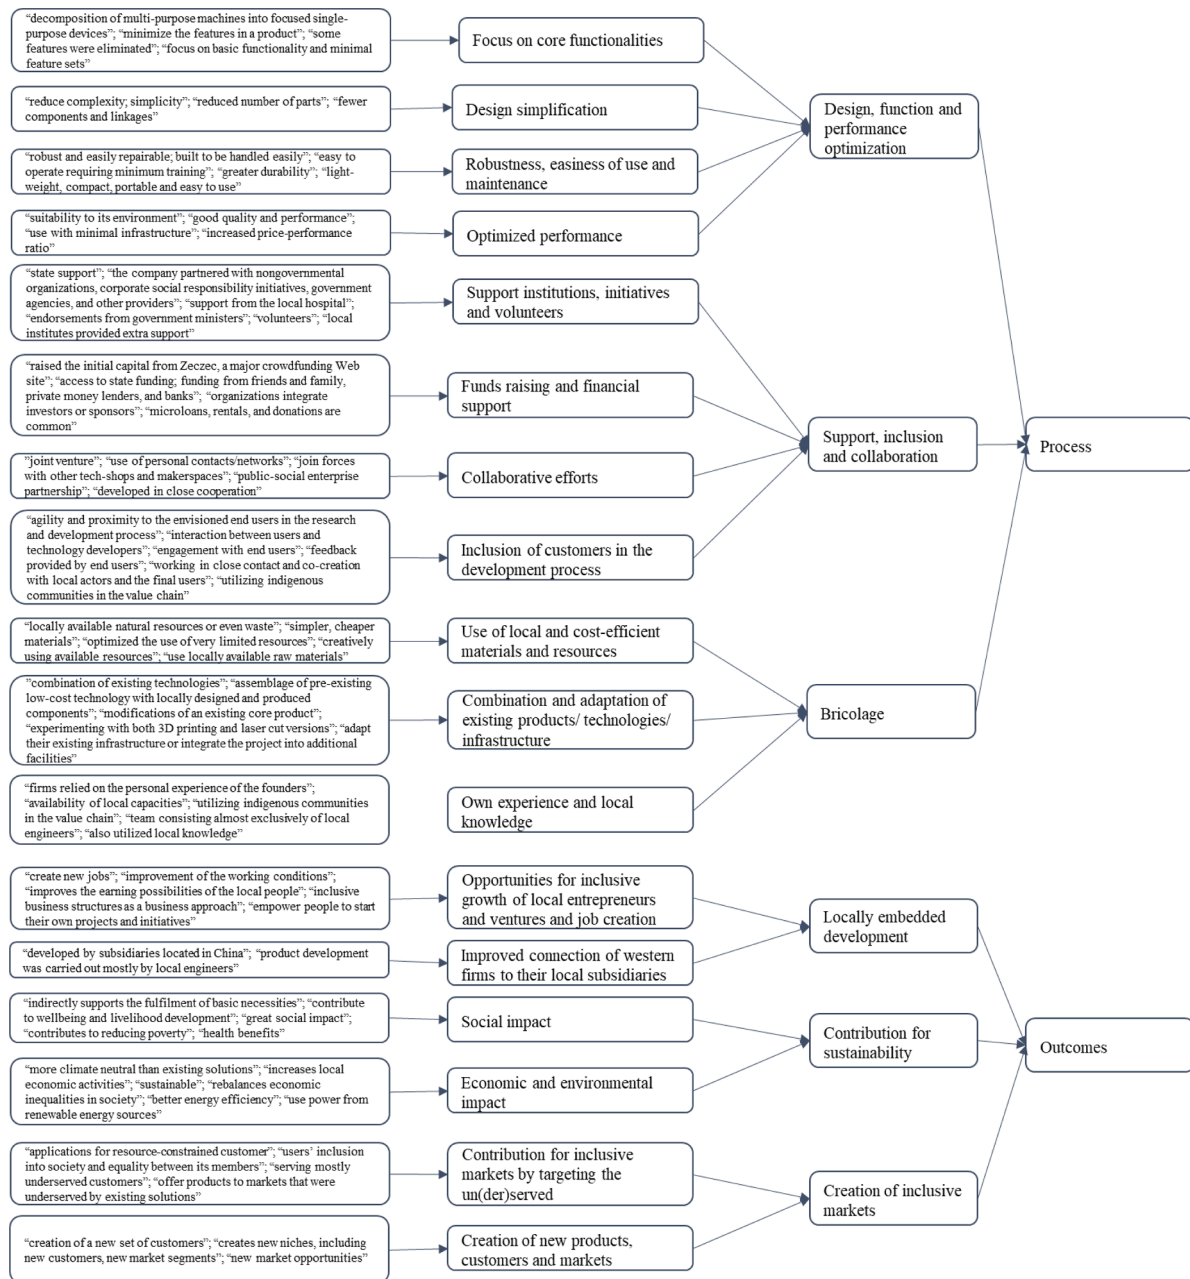 “decomposition of multi-purpose machines into focused single-
purpose devices”; “minimize the features in a product”; “some
features were eliminated”; “focus on basic functionality and minimal
feature sets”
Focus on core functionalities
“reduce complexity; simplicity”; “reduced number of parts”; “fewer
components and linkages”
Design simplification
“robust and easily repairable; built to be handled easily”; “easy to
operate requiring minimum training”; “greater durability”; “light-
weight, compact, portable and easy to use”
Robustness, easiness of use and
maintenance
“suitability to its environment”; “good quality and performance”;
“use with minimal infrastructure”; “increased price-performance
ratio”
Optimized performance
Design, function and
performance
optimization
“state support”; “the company partnered with nongovernmental
organizations, corporate social responsibility initiatives, government
agencies, and other providers”; “support from the local hospital”;
“endorsements from government ministers”; “volunteers”; “local
institutes provided extra support”
Support institutions, initiatives
and volunteers
“raised the initial capital from Zeczec, a major crowdfunding Web
site”; “access to state funding; funding from friends and family,
private money lenders, and banks”; “organizations integrate
investors or sponsors”; “microloans, rentals, and donations are
common”
Funds raising and financial
support
”joint venture”; “use of personal contacts/networks”; “join forces
with other tech-shops and makerspaces”; “public-social enterprise
partnership”; “developed in close cooperation”
Collaborative efforts
“agility and proximity to the envisioned end users in the research
and development process”; “interaction between users and
technology developers”; “engagement with end users”; “feedback
provided by end users”; “working in close contact and co-creation
with local actors and the final users”; “utilizing indigenous
communities in the value chain”
Inclusion of customers in the
development process
Support, inclusion
and collaboration
Process
“locally available natural resources or even waste”; “simpler, cheaper
materials”; “optimized the use of very limited resources”; “creatively
using available resources”; “use locally available raw materials”
Use of local and cost-efficient
materials and resources
“combination of existing technologies”; “assemblage of pre-existing
low-cost technology with locally designed and produced
components”; “modifications of an existing core product”;
“experimenting with both 3D printing and laser cut versions”; “adapt
their existing infrastructure or integrate the project into additional
facilities”
Combination and adaptation of
existing products/ technologies/
infrastructure
“firms relied on the personal experience of the founders”;
“availability of local capacities”; “utilizing indigenous communities
in the value chain”; “team consisting almost exclusively of local
engineers”; “also utilized local knowledge”
Own experience and local
knowledge
Bricolage
“create new jobs”; “improvement of the working conditions”;
“improves the earning possibilities of the local people”; “inclusive
business structures as a business approach”; “empower people to start
their own projects and initiatives”
Opportunities for inclusive
growth of local entrepreneurs
and ventures and job creation
“developed by subsidiaries located in China”; “product development
was carried out mostly by local engineers”
Improved connection of western
firms to their local subsidiaries
Locally embedded
development
“indirectly supports the fulfilment of basic necessities”; “contribute
to wellbeing and livelihood development”; “great social impact”;
“contributes to reducing poverty”; “health benefits”
Social impact
“more climate neutral than existing solutions”; “increases local
economic activities”; “sustainable”; “rebalances economic
inequalities in society”; “better energy efficiency”; “use power from
renewable energy sources”
Economic and environmental
impact
Contribution for
sustainability
Outcomes
“applications for resource-constrained customer”; “users’ inclusion
into society and equality between its members”; “serving mostly
underserved customers”; “offer products to markets that were
underserved by existing solutions”
Contribution for inclusive
markets by targeting the
un(der)served
“creation of a new set of customers”; “creates new niches, including
new customers, new market segments”; “new market opportunities”
Creation of new products,
customers and markets
Creation of inclusive
markets